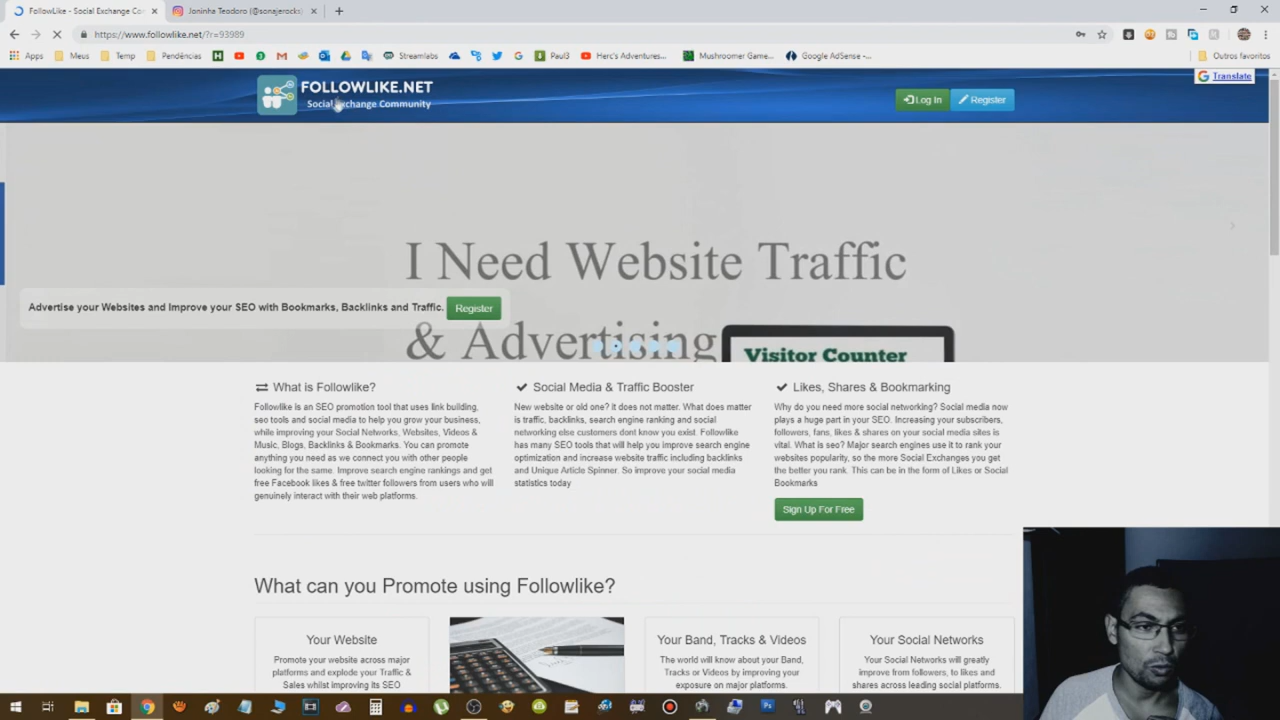 FollowLike - Social Exchange Com
Joninha Teodoro (@sonajerocks)
https://www.followlike.net/?r=93989
Apps Meus Temp Pendências Streamlabs Paul3 Herc's Adventures... Mushroomer Game... Google AdSense -... Outros favoritos
FOLLOWLIKE.NET
Social Exchange Community
Translate
Log In Register
I Need Website Traffic
& Advertising
Advertise your Websites and Improve your SEO with Bookmarks, Backlinks and Traffic. Register
Visitor Counter
What is Followlike?
Followlike is an SEO promotion tool that uses link building,
seo tools and social media to help you grow your business,
while improving your Social Networks, Websites, Videos &
Music, Blogs, Backlinks & Bookmarks. You can promote
anything you need as we connect you with other people
looking for the same. Improve search engine rankings and get
free Facebook likes & free twitter followers from users who will
genuinely interact with their web platforms.
Social Media & Traffic Booster
New website or old one? it does not matter. What does matter
is traffic, backlinks, search engine ranking and social
networking else customers dont know you exist. Followlike
has many SEO tools that will help you improve search engine
optimization and increase website traffic including backlinks
and Unique Article Spinner. So improve your social media
statistics today
Likes, Shares & Bookmarking
Why do you need more social networking? Social media now
plays a huge part in your SEO. Increasing your subscribers,
followers, fans, likes & shares on your social media sites is
vital. What is seo? Major search engines use it to rank your
websites popularity, so the more Social Exchanges you get
the better you rank. This can be in the form of Likes or Social
Bookmarks
Sign Up For Free
What can you Promote using Followlike?
Your Website
Promote your website across major
platforms and explode your Traffic &
Sales whilst improving its SEO
Your Band, Tracks & Videos
The world will know about your Band,
Tracks or Videos by improving your
exposure on major platforms.
Your Social Networks
Your Social Networks will greatly
improve from followers, to likes and
shares across leading social platforms.